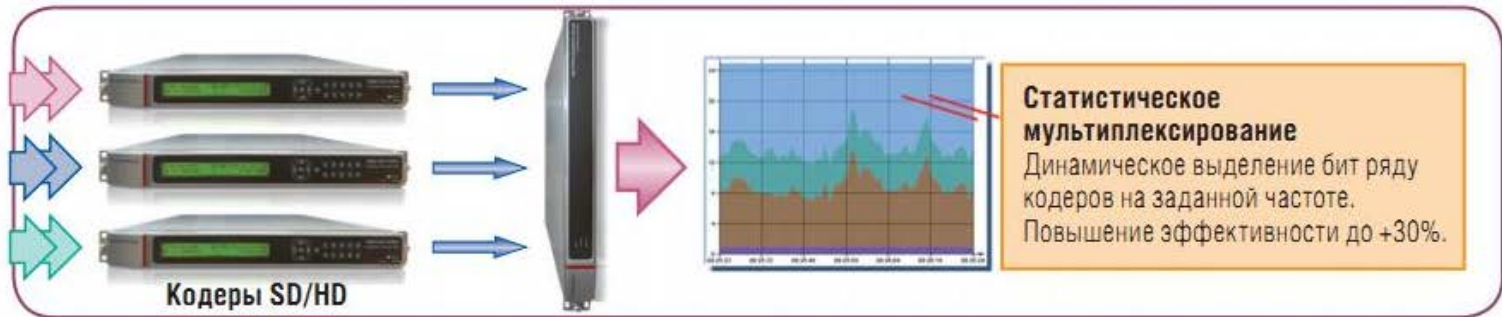 Статистическое
мультиплексирование
Динамическое выделение бит ряду
кодеров на заданной частоте.
Повышение эффективности до +30%.
Кодеры SD/HD